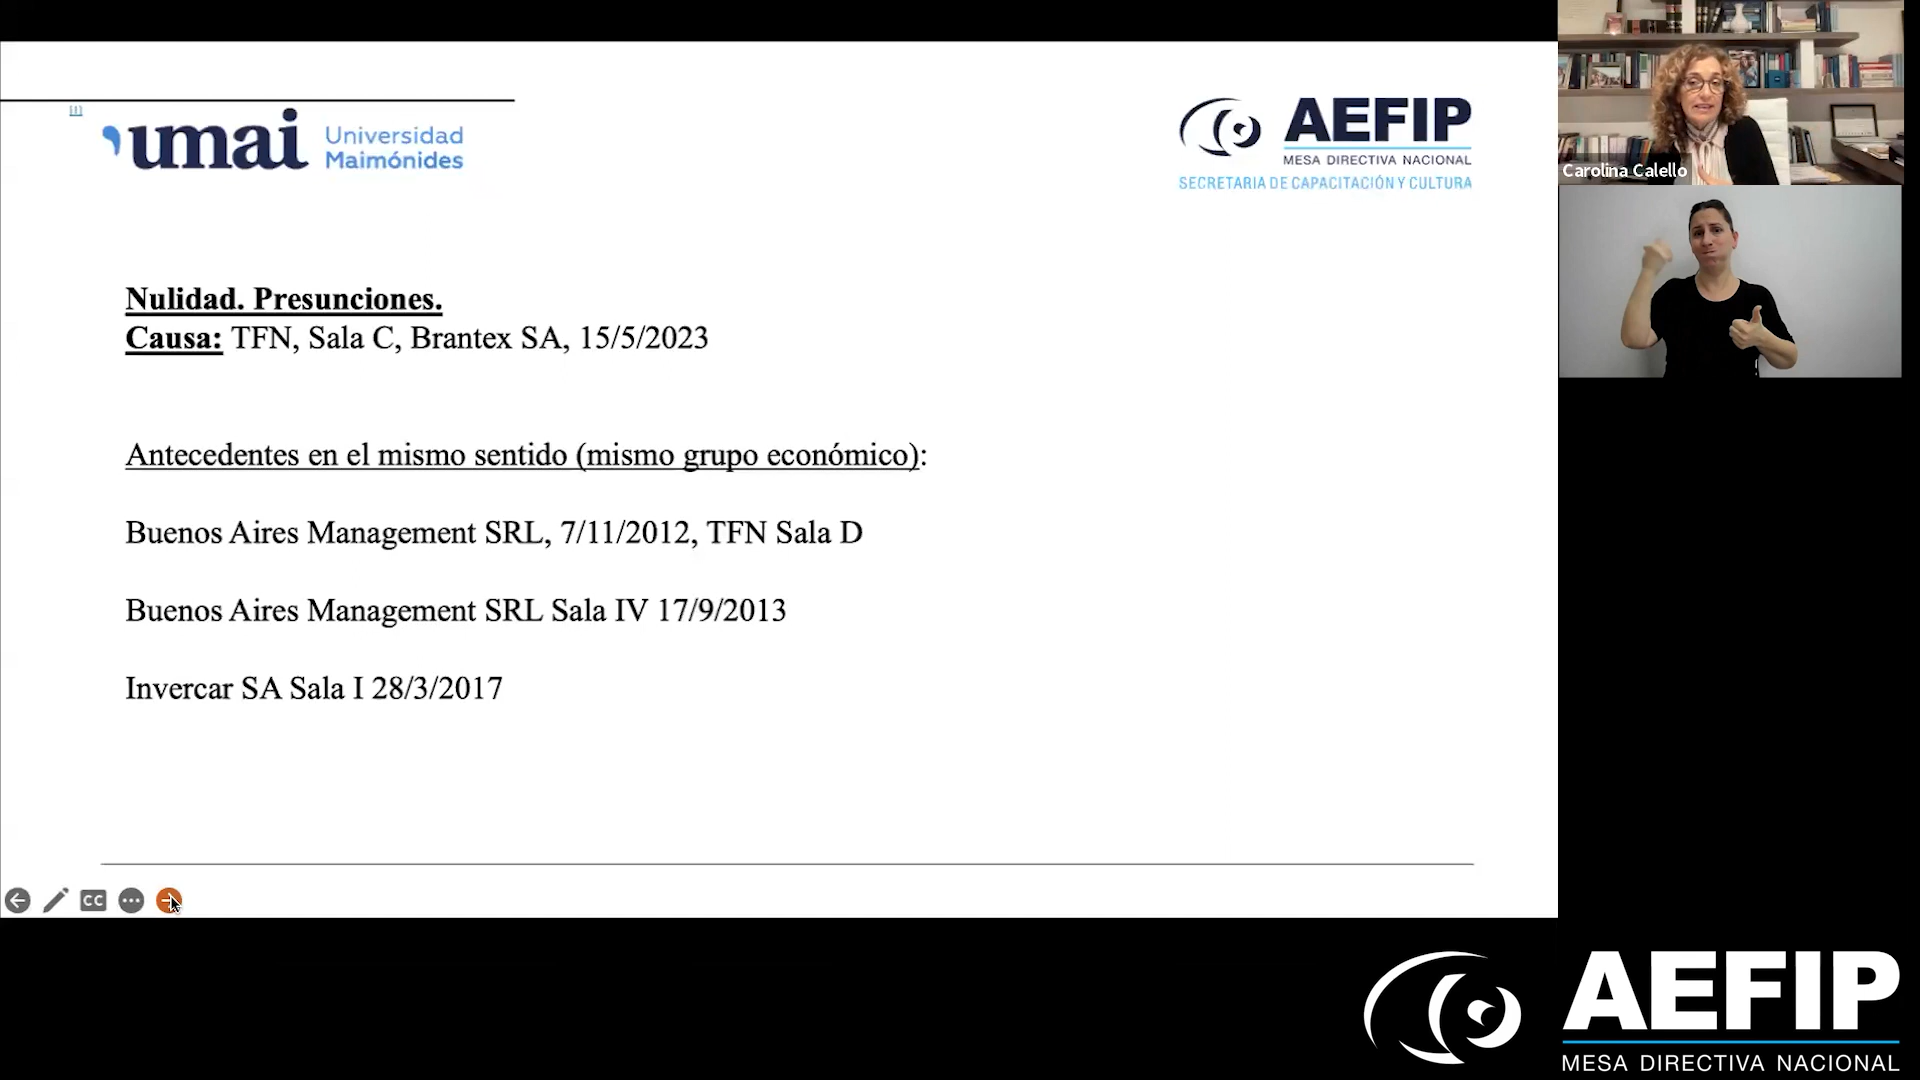 umai Universidad
Maimónides
AEFIP
MESA DIRECTIVA NACIONAL
SECRETARIA DE CAPACITACIÓN Y CULTURA
Nulidad. Presunciones.
Causa: TFN, Sala C, Brantex SA, 15/5/2023
Antecedentes en el mismo sentido (mismo grupo económico):
Buenos Aires Management SRL, 7/11/2012, TFN Sala D
Buenos Aires Management SRL Sala IV 17/9/2013
Invercar SA Sala I 28/3/2017
CC
Carolina Calello
AEFIP
MESA DIRECTIVA NACIONAL